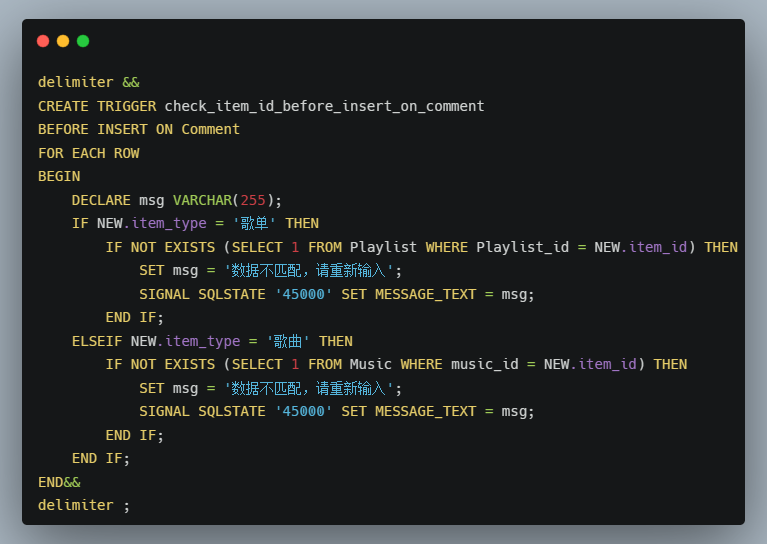 delimiter &&
CREATE TRIGGER check_item_id_before_insert_on_comment
BEFORE INSERT ON Comment
FOR EACH ROW
BEGIN
    DECLARE msg VARCHAR(255);
    IF NEW.item_type = '歌单' THEN
        IF NOT EXISTS (SELECT 1 FROM Playlist WHERE Playlist_id = NEW.item_id) THEN
            SET msg = '数据不匹配，请重新输入';
            SIGNAL SQLSTATE '45000' SET MESSAGE_TEXT = msg;
        END IF;
    ELSEIF NEW.item_type = '歌曲' THEN
        IF NOT EXISTS (SELECT 1 FROM Music WHERE music_id = NEW.item_id) THEN
            SET msg = '数据不匹配，请重新输入';
            SIGNAL SQLSTATE '45000' SET MESSAGE_TEXT = msg;
        END IF;
    END IF;
END&&
delimiter ;